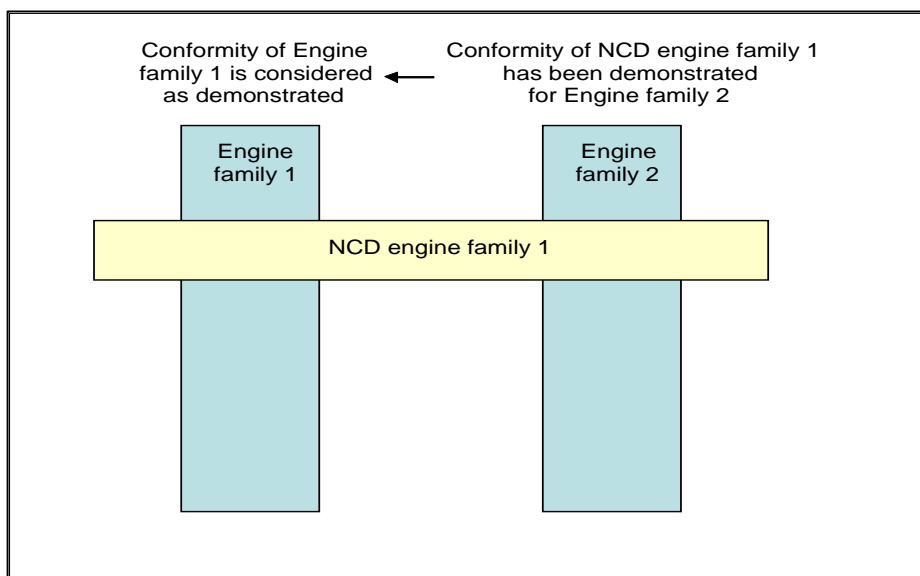 Conformity of Engine
family 1 is considered
as demonstrated
Conformity of NCD engine family 1
has been demonstrated
for Engine family 2
Engine
family 1
Engine
family 2
NCD engine family 1